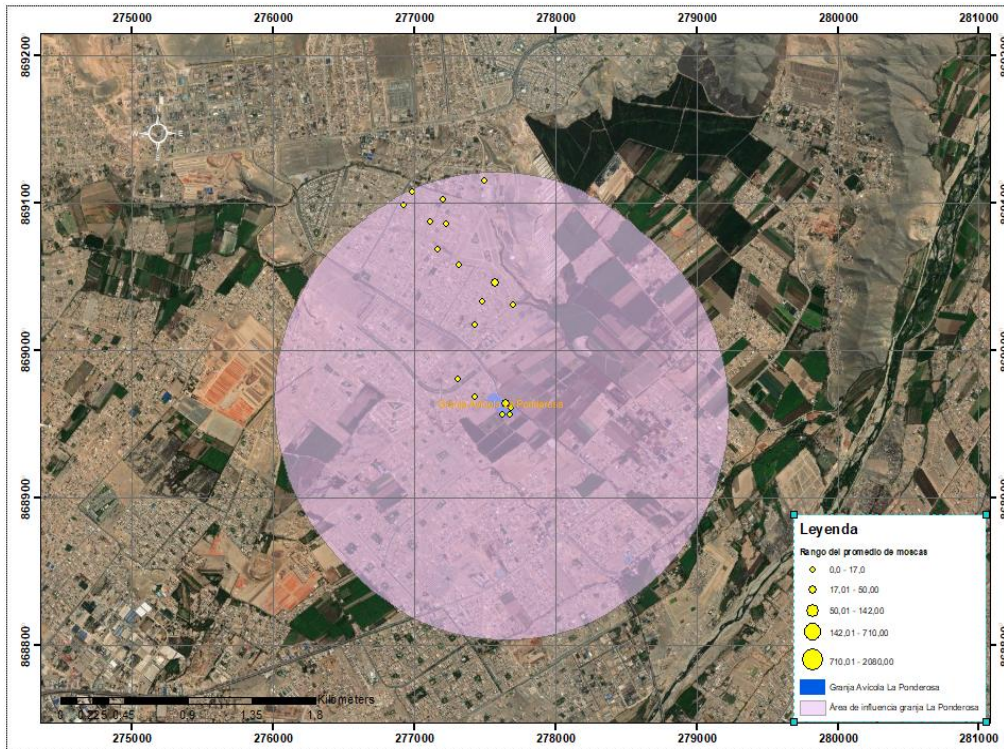 275000 276000 277000 278000 279000 280000 281000
869200
869100
869000
868900
868800
La Ponderosa
Leyenda
Rango del promedio de moscas
0,0 - 17,0
17,01 - 50,00
50,01 - 142,00
142,01 - 710,00
710,01 - 2080,00
Granja Avícola La Ponderosa
Área de influencia granja La Ponderosa
Kilometers
0 0,225 0,45 0,9 1,35 1,8
275000 276000 277000 278000 279000 280000 281000